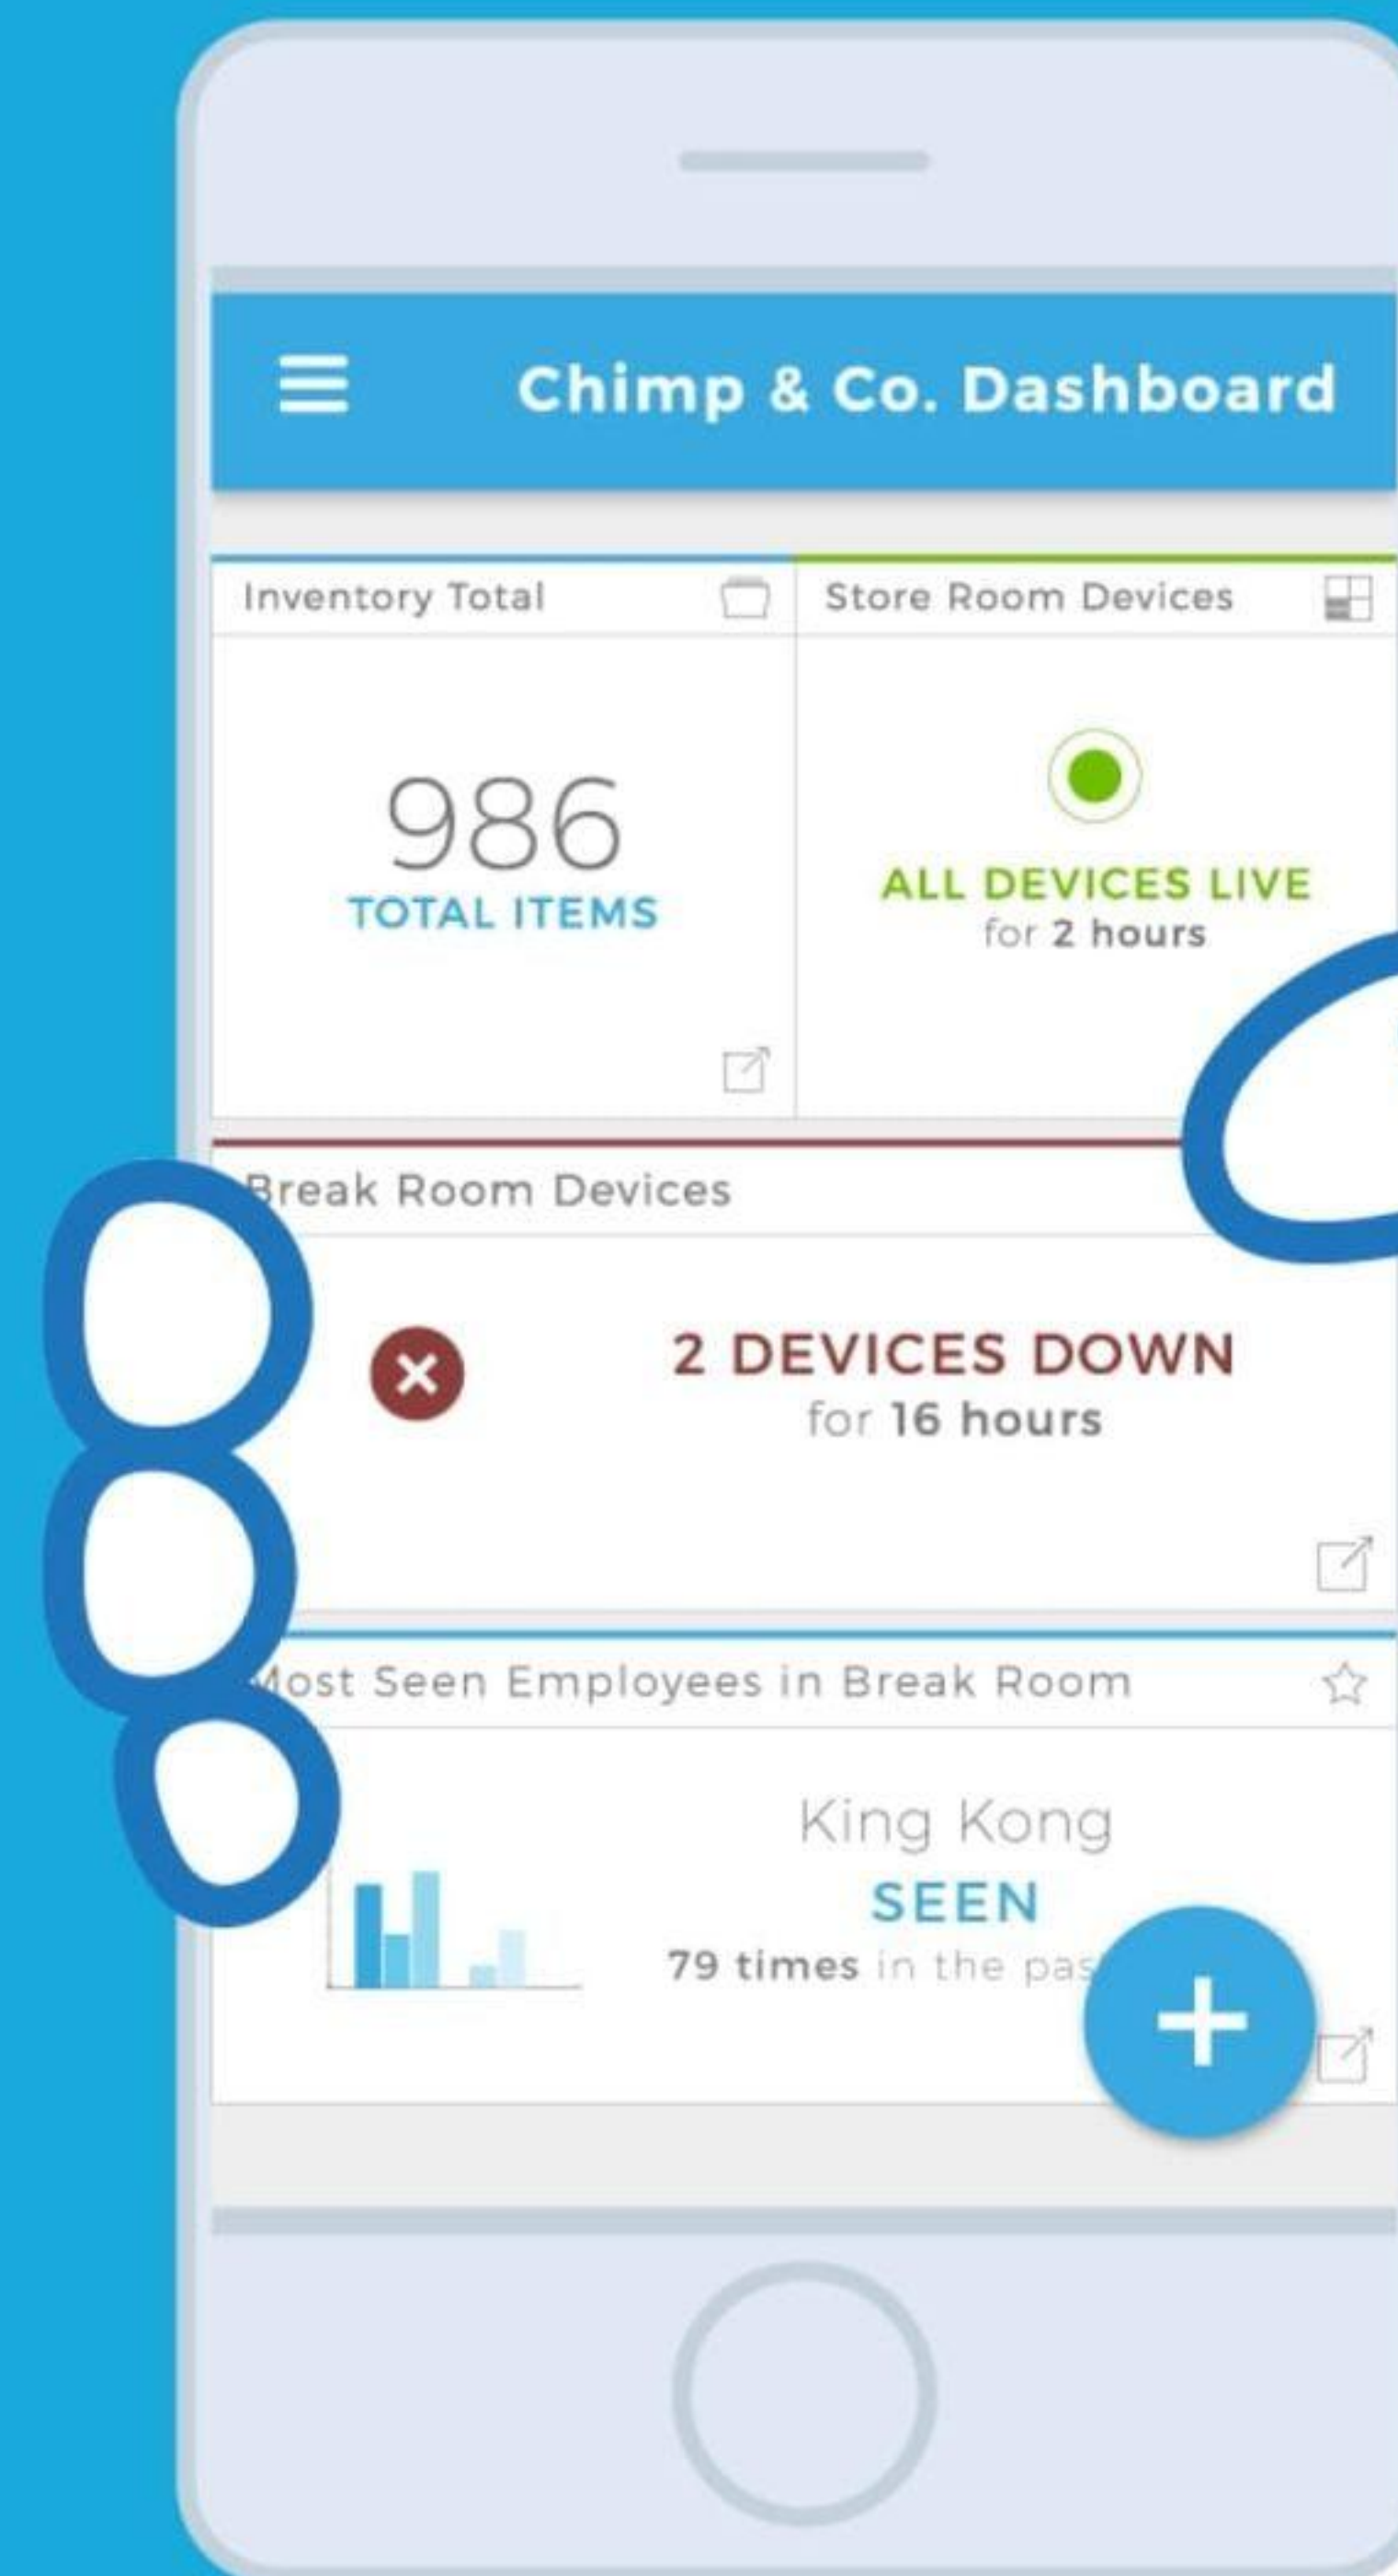 Chimp & Co. Dashboard
Inventory Total
986
TOTAL ITEMS
Store Room Devices
ALL DEVICES LIVE
for 2 hours
Break Room Devices
2 DEVICES DOWN
for 16 hours
Most Seen Employees in Break Room
King Kong
SEEN
79 times in the